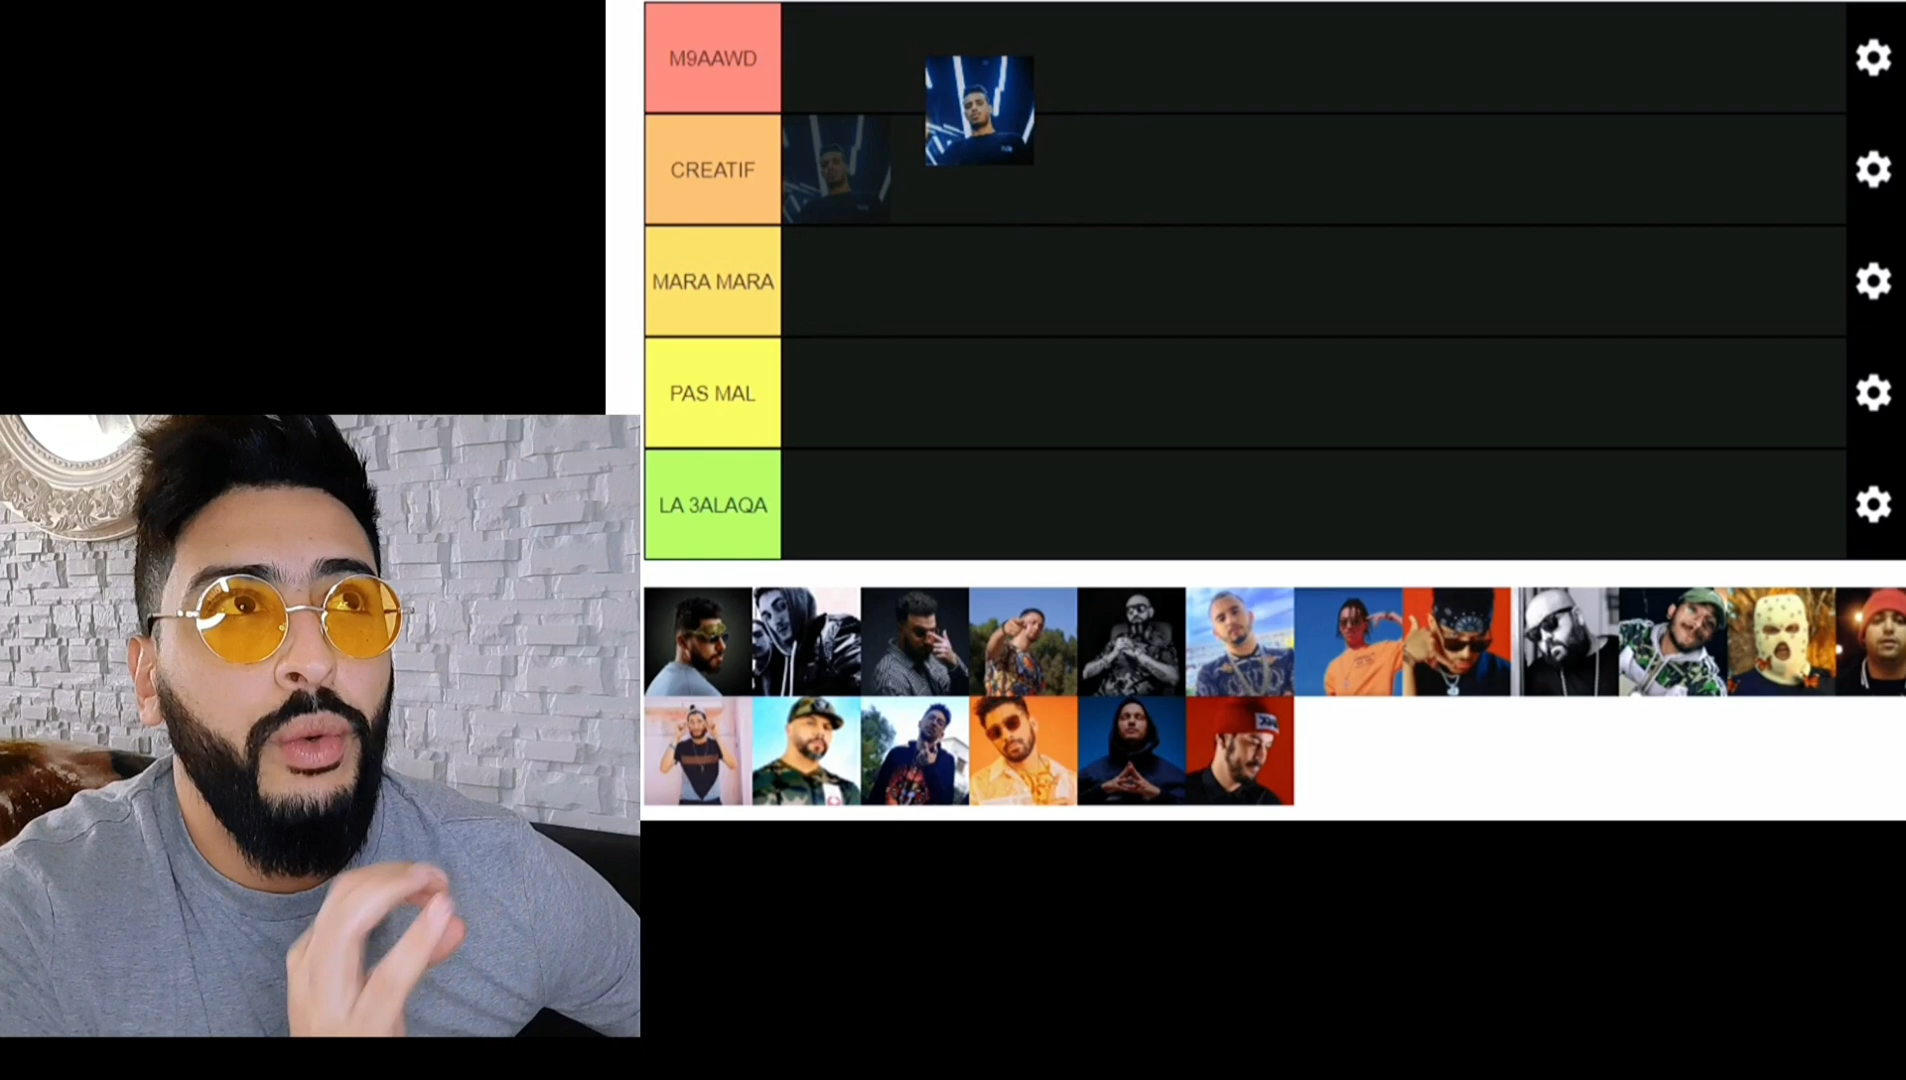 M9AAWD
CREATIF
MARA MARA
PAS MAL
LA 3ALAQA